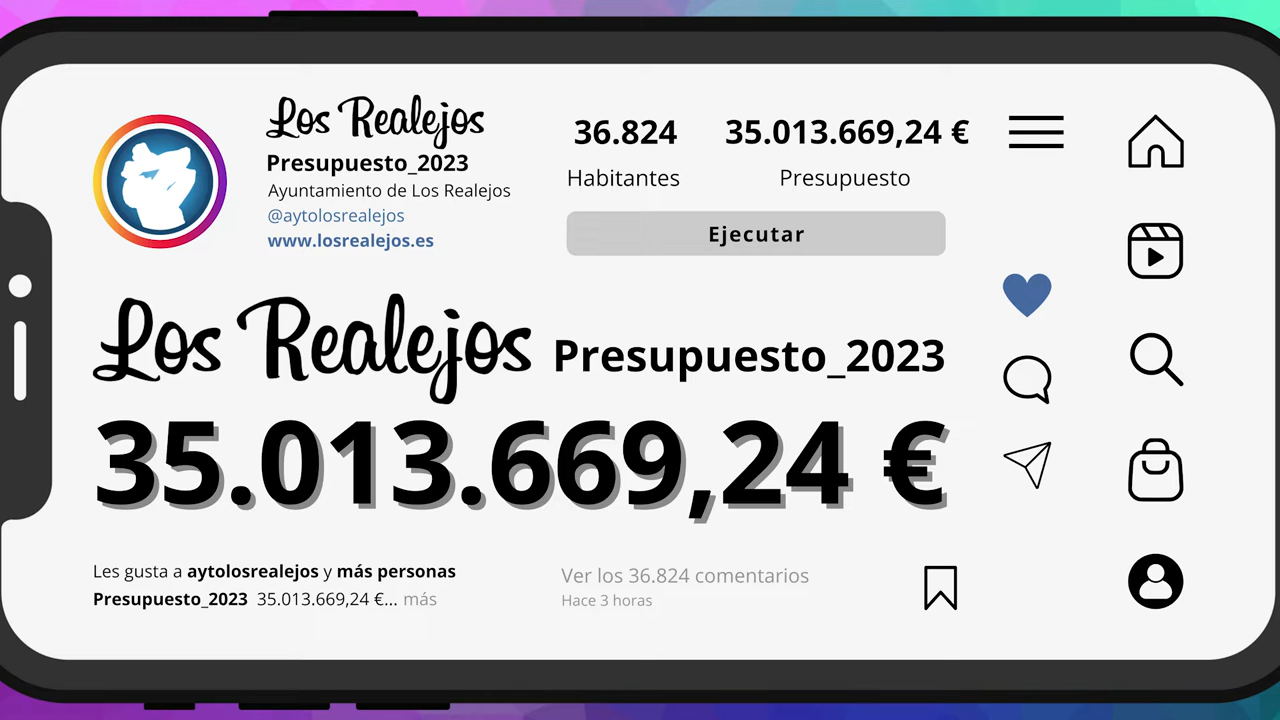 Los Realejos
Presupuesto_2023
Ayuntamiento de Los Realejos
@aytolosrealejos
www.losrealejos.es
36.824
Habitantes
35.013.669,24 €
Presupuesto
Ejecutar
Los Realejos Presupuesto_2023
35.013.669,24 €
Les gusta a aytolosrealejos y más personas
Presupuesto_2023 35.013.669,24 €... más
Ver los 36.824 comentarios
Hace 3 horas